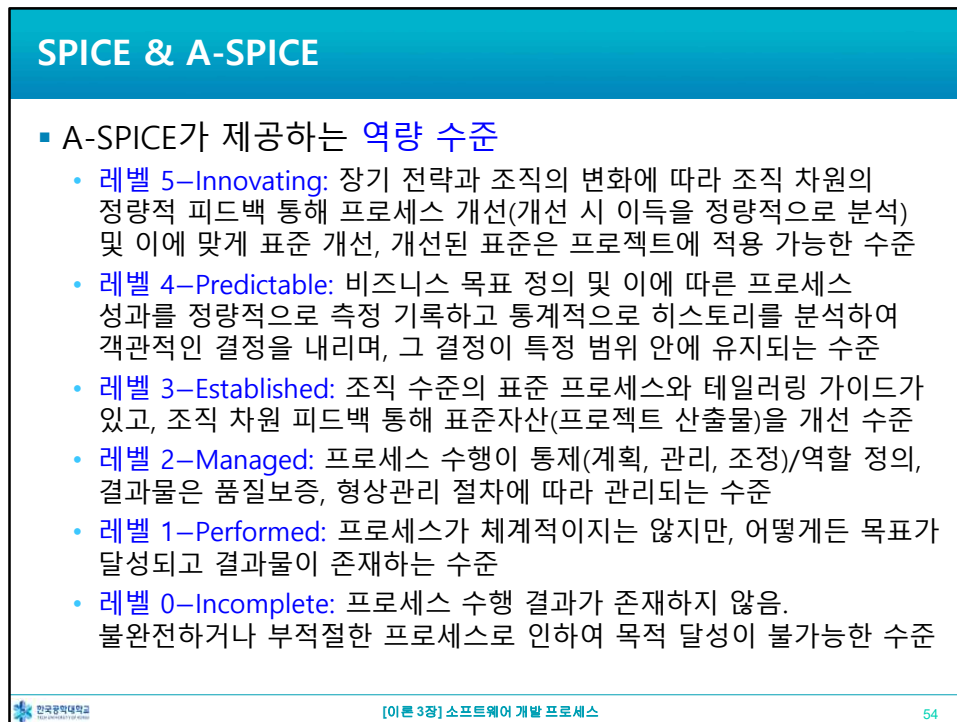 SPICE & A-SPICE
▪ A-SPICE가 제공하는 역량 수준
• 레벨 5–Innovating: 장기 전략과 조직의 변화에 따라 조직 차원의
정량적 피드백 통해 프로세스 개선(개선 시 이득을 정량적으로 분석)
및 이에 맞게 표준 개선, 개선된 표준은 프로젝트에 적용 가능한 수준
• 레벨 4–Predictable: 비즈니스 목표 정의 및 이에 따른 프로세스
성과를 정량적으로 측정 기록하고 통계적으로 히스토리를 분석하여
객관적인 결정을 내리며, 그 결정이 특정 범위 안에 유지되는 수준
• 레벨 3–Established: 조직 수준의 표준 프로세스와 테일러링 가이드가
있고, 조직 차원 피드백 통해 표준자산(프로젝트 산출물)을 개선 수준
• 레벨 2–Managed: 프로세스 수행이 통제(계획, 관리, 조정)/역할 정의,
결과물은 품질보증, 형상관리 절차에 따라 관리되는 수준
• 레벨 1–Performed: 프로세스가 체계적이지는 않지만, 어떻게든 목표가
달성되고 결과물이 존재하는 수준
• 레벨 0–Incomplete: 프로세스 수행 결과가 존재하지 않음.
불완전하거나 부적절한 프로세스로 인하여 목적 달성이 불가능한 수준
한국공학대학교
TECH UNIVERSITY OF KOREA
[이론 3장] 소프트웨어 개발 프로세스
54